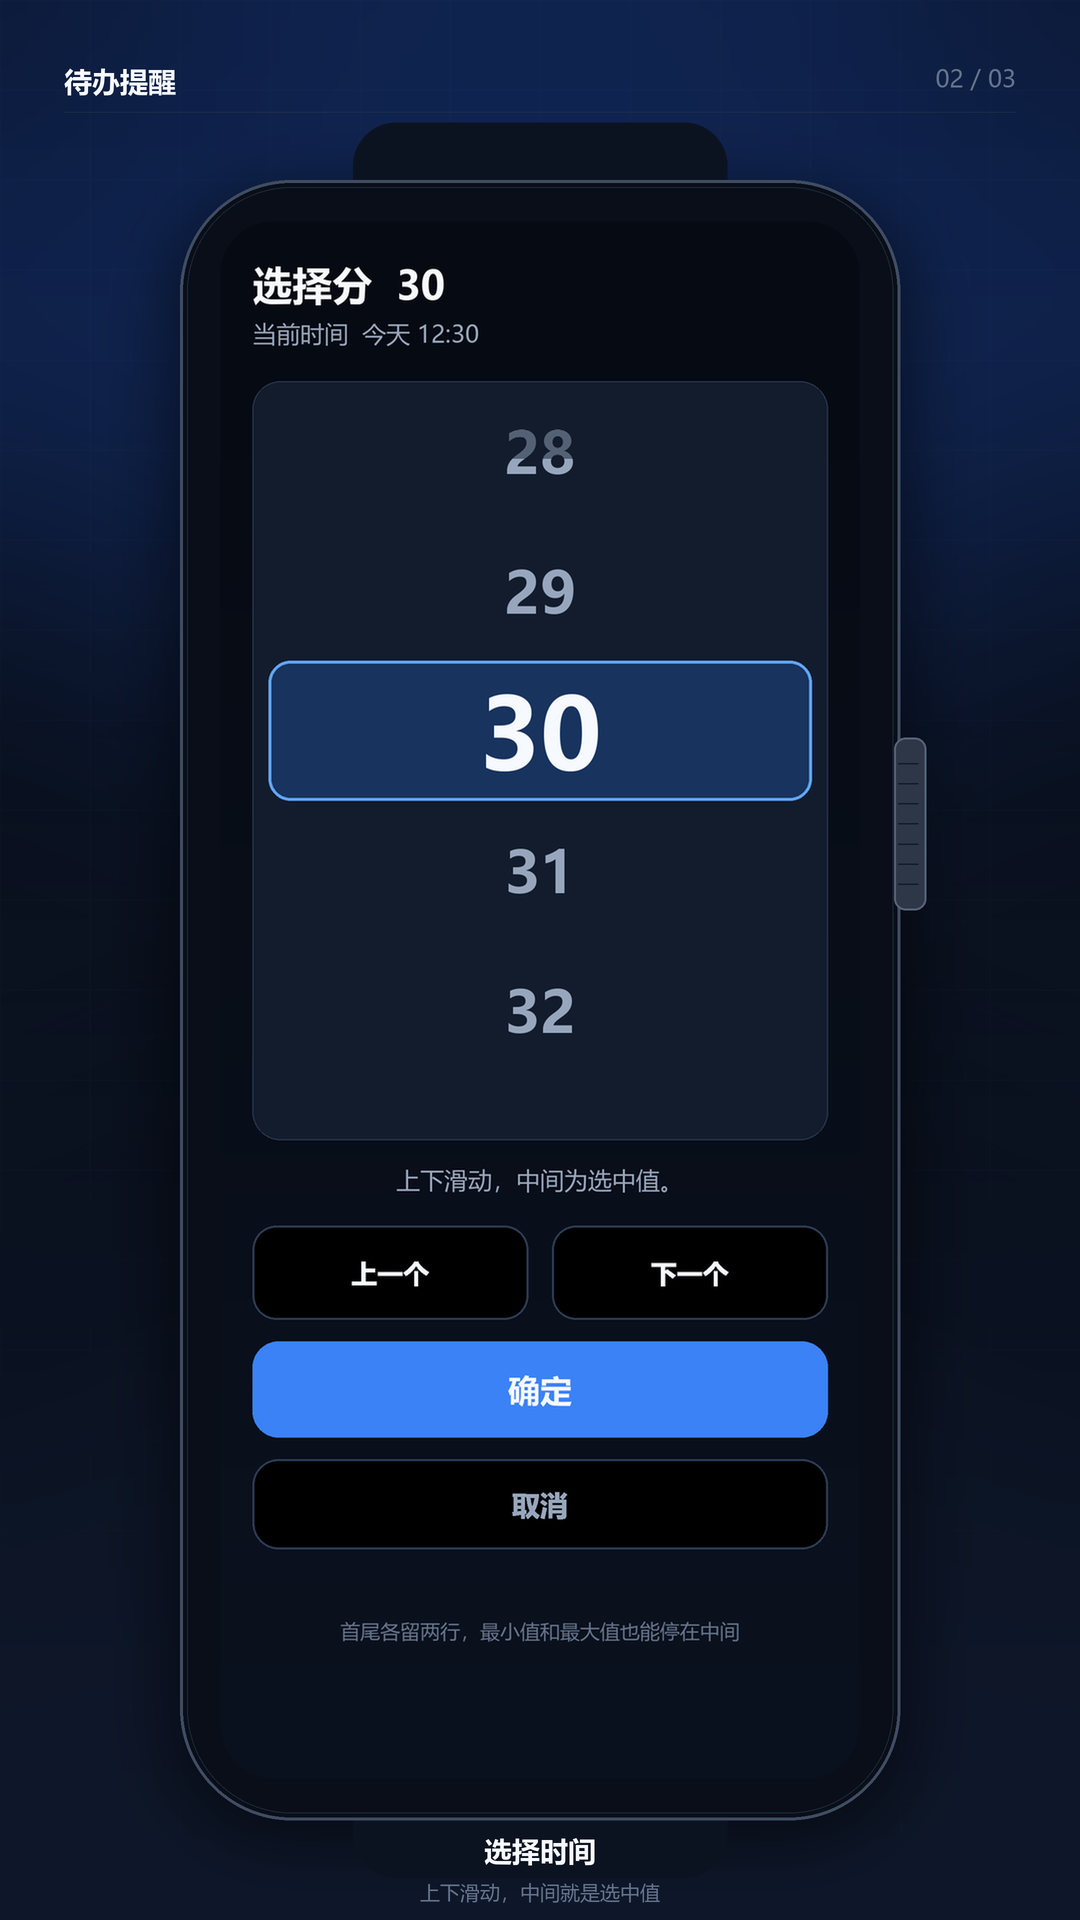 待办提醒
02 / 03
选择分 30
当前时间 今天 12:30
28
29
30
31
32
上下滑动，中间为选中值。
上一个
下一个
确定
取消
首尾各留两行，最小值和最大值也能停在中间
选择时间
上下滑动，中间就是选中值